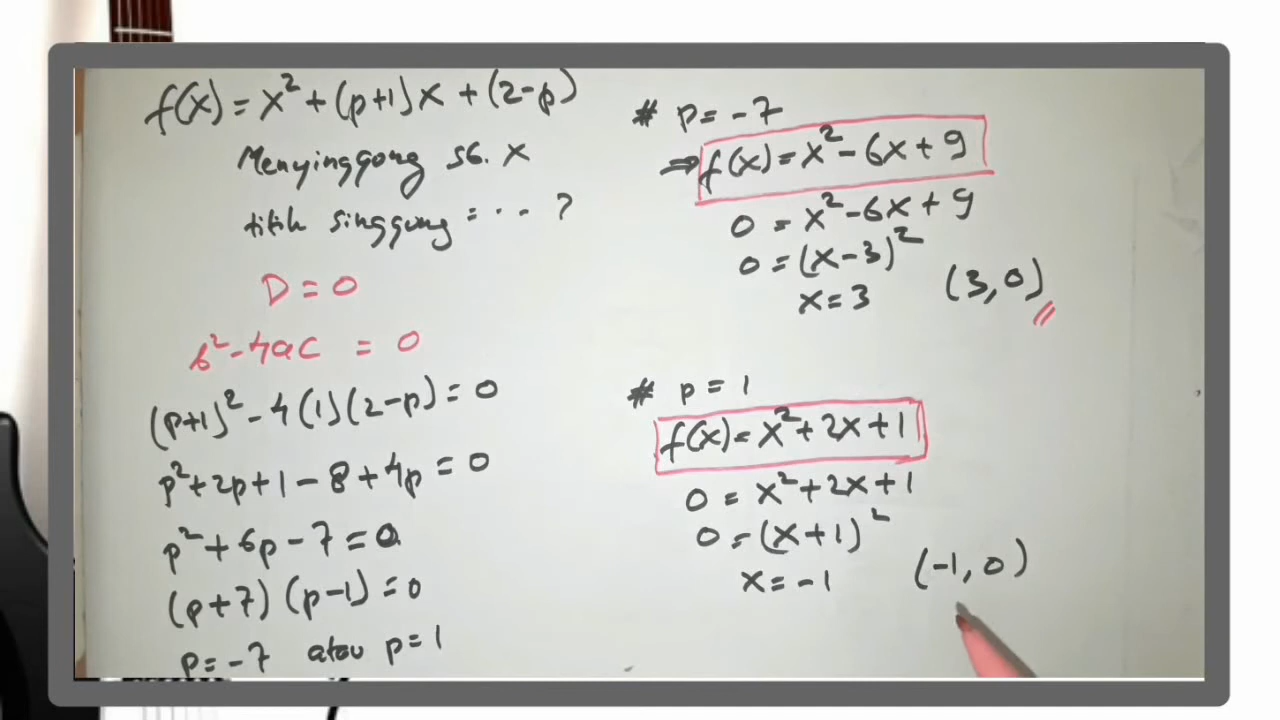 f(x) = x² + (p+1)x + (2-p)
Menyinggong sb. x
titik singgung = ... ?
D = 0
b²-4ac = 0
(p+1)² - 4(1)(2-p) = 0
p²+2p+1-8+4p = 0
p²+6p-7=0
(p+7) (p-1) = 0
p = -7 atau p = 1
# p = -7
⇒ f(x) = x² - 6x + 9
0 = x² - 6x + 9
0 = (x-3)²
x = 3 (3,0)
# p = 1
f(x) = x² + 2x + 1
0 = x² + 2x + 1
0 = (x+1)²
x = -1 (-1, 0)